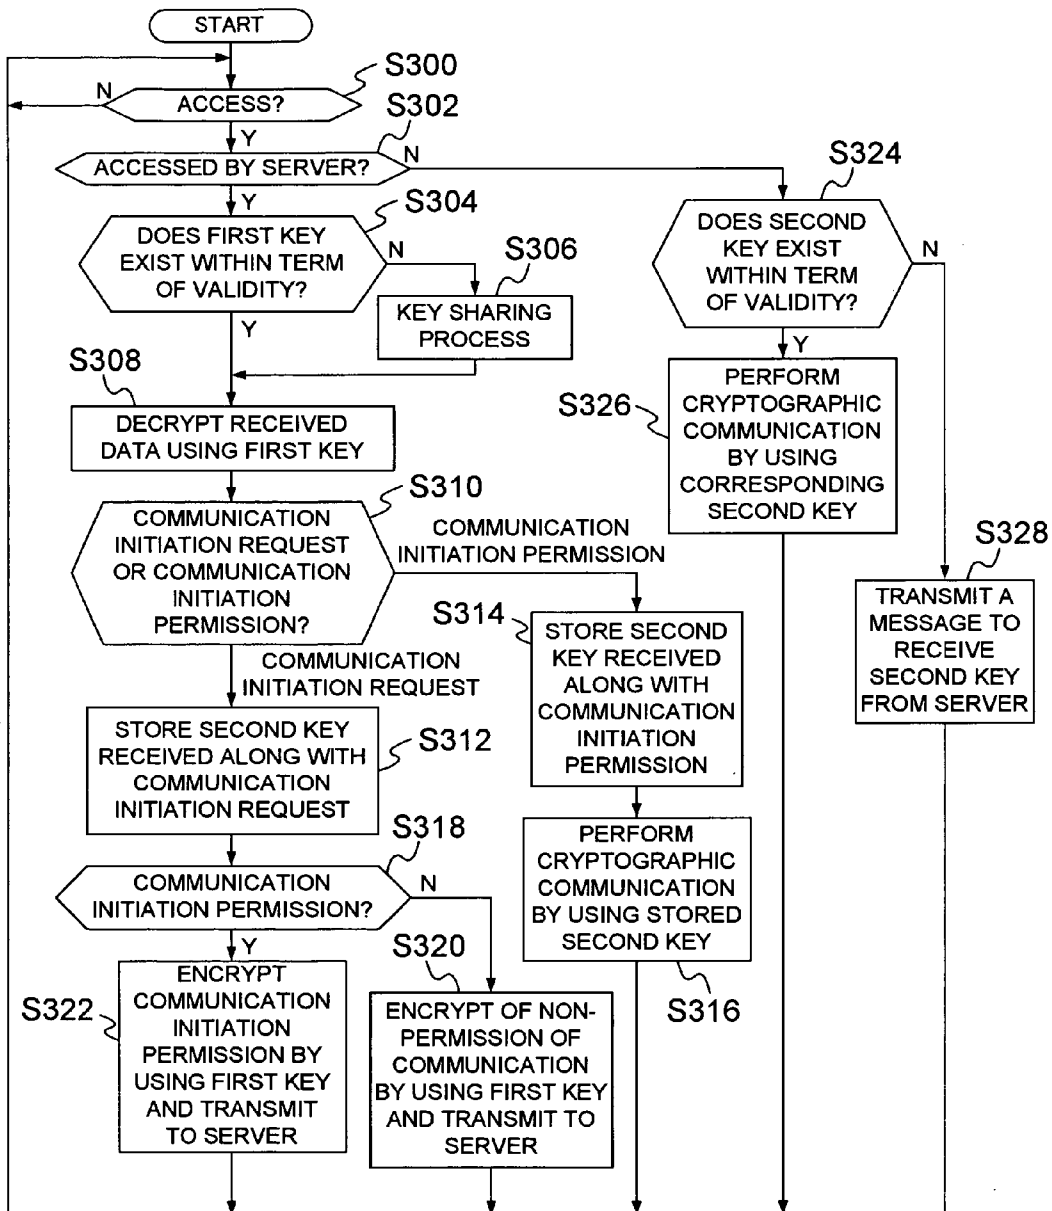 START
S300
N
ACCESS?
S302
Y
ACCESSED BY SERVER?
N
Y
S304
S324
DOES FIRST KEY
EXIST WITHIN TERM
OF VALIDITY?
N
S306
KEY SHARING
PROCESS
Y
DOES SECOND
KEY EXIST
WITHIN TERM
OF VALIDITY?
N
Y
S308
DECRYPT RECEIVED
DATA USING FIRST KEY
S326
PERFORM
CRYPTOGRAPHIC
COMMUNICATION
BY USING
CORRESPONDING
SECOND KEY
S310
COMMUNICATION
INITIATION REQUEST
OR COMMUNICATION
INITIATION
PERMISSION?
COMMUNICATION
INITIATION PERMISSION
S328
TRANSMIT A
MESSAGE TO
RECEIVE
SECOND KEY
FROM SERVER
S314
STORE SECOND
KEY RECEIVED
ALONG WITH
COMMUNICATION
INITIATION
PERMISSION
COMMUNICATION
INITIATION REQUEST
STORE SECOND KEY
RECEIVED ALONG WITH
COMMUNICATION
INITIATION REQUEST
S312
S318
COMMUNICATION
INITIATION PERMISSION?
N
Y
PERFORM
CRYPTOGRAPHIC
COMMUNICATION
BY USING STORED
SECOND KEY
S316
S320
S322
ENCRYPT
COMMUNICATION
INITIATION
PERMISSION BY
USING FIRST KEY
AND TRANSMIT
TO SERVER
ENCRYPT OF NON-
PERMISSION OF
COMMUNICATION
BY USING FIRST KEY
AND TRANSMIT TO
SERVER